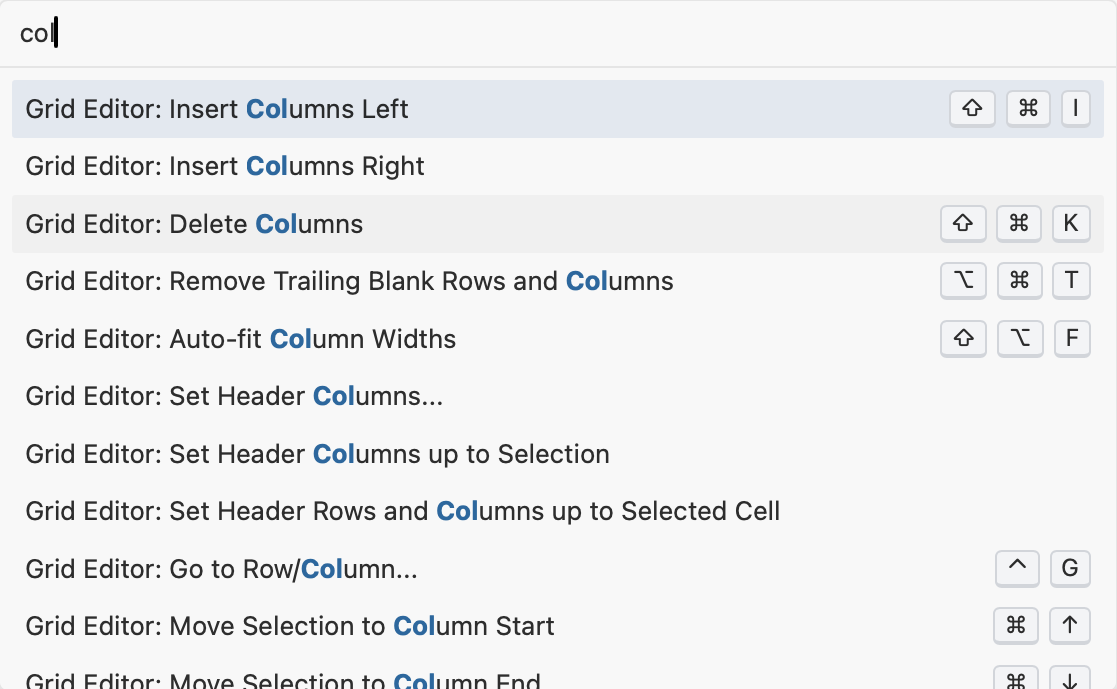 col
Grid Editor: Insert Columns Left ⇧ ⌘ I
Grid Editor: Insert Columns Right
Grid Editor: Delete Columns ⇧ ⌘ K
Grid Editor: Remove Trailing Blank Rows and Columns ⌥ ⌘ T
Grid Editor: Auto-fit Column Widths ⇧ ⌥ F
Grid Editor: Set Header Columns...
Grid Editor: Set Header Columns up to Selection
Grid Editor: Set Header Rows and Columns up to Selected Cell
Grid Editor: Go to Row/Column... ^ G
Grid Editor: Move Selection to Column Start ⌘ ↑
Grid Editor: Move Selection to Column End ⌘ ↓